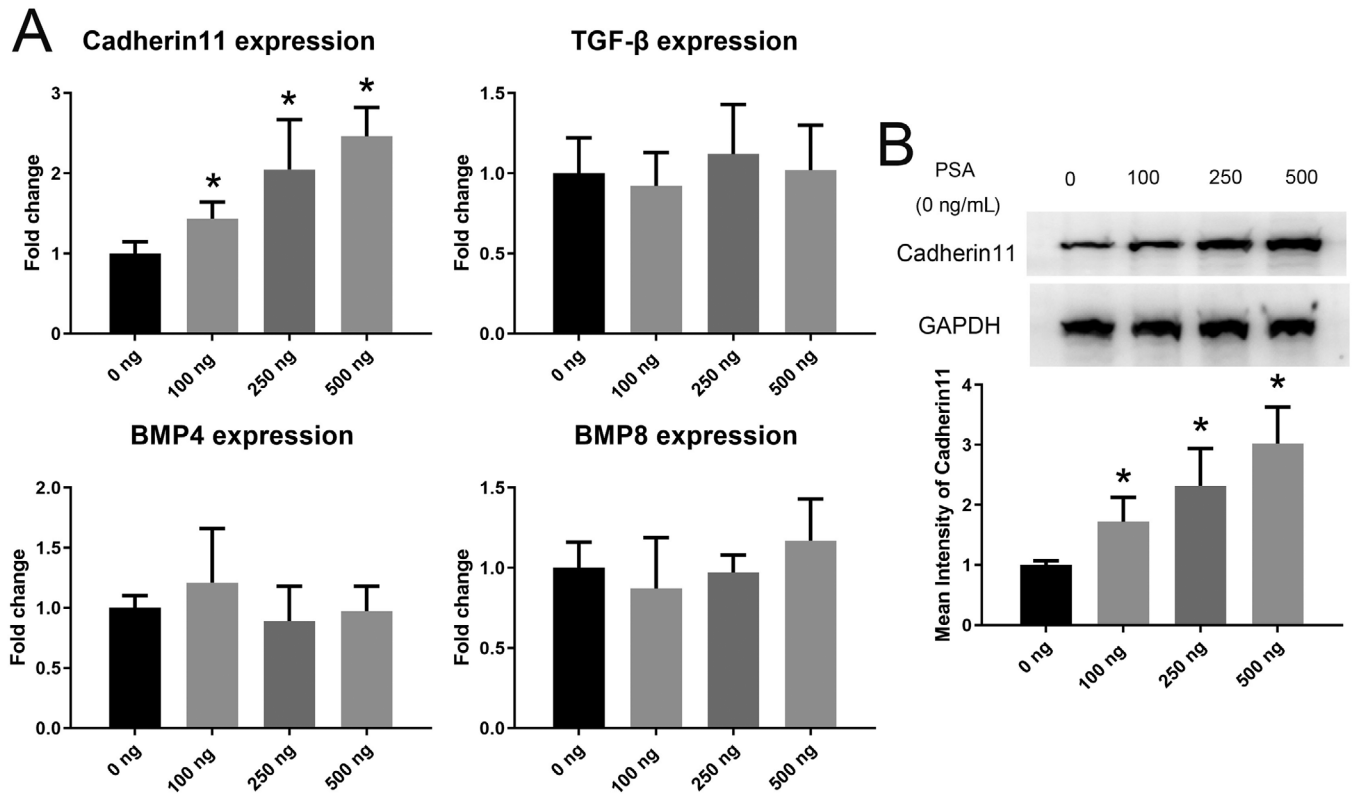 A
Cadherin11 expression
Fold change
3
2
1
0
*
*
*
0 ng
100 ng
250 ng
500 ng
TGF-β expression
Fold change
1.5
1.0
0.5
0.0
0 ng
100 ng
250 ng
500 ng
BMP4 expression
Fold change
2.0
1.5
1.0
0.5
0.0
0 ng
100 ng
250 ng
500 ng
BMP8 expression
Fold change
1.5
1.0
0.5
0.0
0 ng
100 ng
250 ng
500 ng
B
PSA 0 100 250 500
(0 ng/mL)
Cadherin11
GAPDH
Mean Intensity of Cadherin11
4
3
2
1
0
*
*
*
0 ng
100 ng
250 ng
500 ng